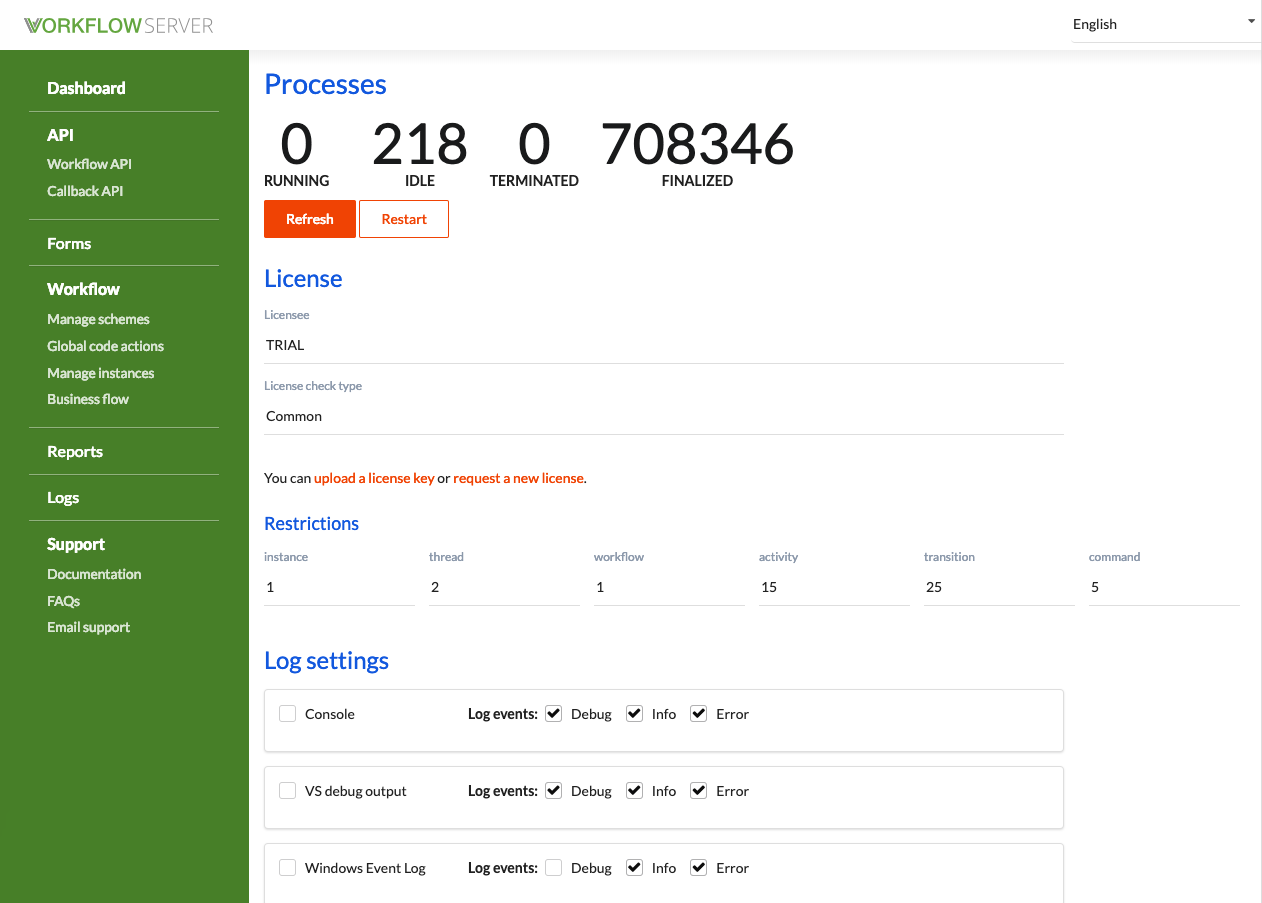 WORKFLOWSERVER
English
Dashboard
API
Workflow API
Callback API
Forms
Workflow
Manage schemes
Global code actions
Manage instances
Business flow
Reports
Logs
Support
Documentation
FAQs
Email support
Processes
0 218 0 708346
RUNNING IDLE TERMINATED FINALIZED
Refresh Restart
License
Licensee
TRIAL
License check type
Common
You can upload a license key or request a new license.
Restrictions
instance thread workflow activity transition command
1 2 1 15 25 5
Log settings
Console Log events: Debug Info Error
VS debug output Log events: Debug Info Error
Windows Event Log Log events: Debug Info Error